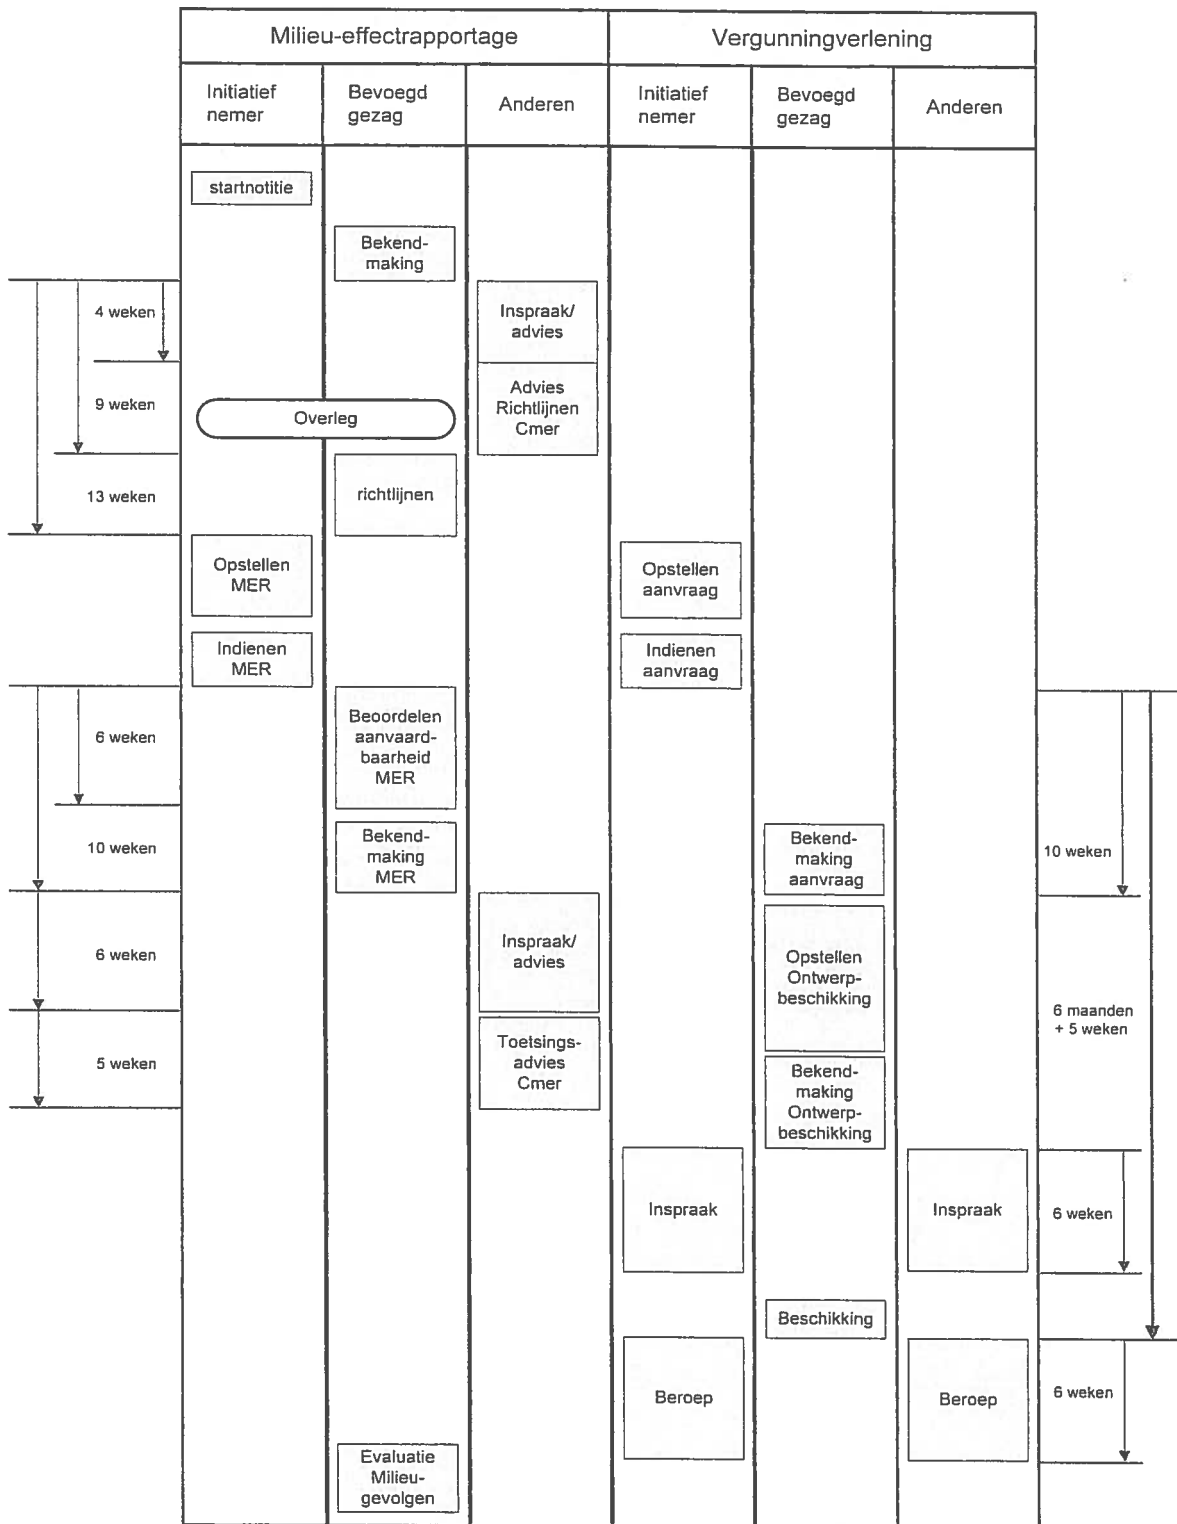 Milieu-effectrapportage
Vergunningverlening
Initiatief
nemer
Bevoegd
gezag
Anderen
Initiatief
nemer
Bevoegd
gezag
Anderen
startnotitie
Bekend-
making
4 weken
Inspraak/
advies
9 weken
Overleg
Advies
Richtlijnen
Cmer
13 weken
richtlijnen
Opstellen
MER
Opstellen
aanvraag
Indienen
MER
Indienen
aanvraag
6 weken
Beoordelen
aanvaard-
baarheid
MER
10 weken
Bekend-
making
MER
Bekend-
making
aanvraag
10 weken
6 weken
Inspraak/
advies
Opstellen
Ontwerp-
beschikking
6 maanden
+ 5 weken
5 weken
Toetsings-
advies
Cmer
Bekend-
making
Ontwerp-
beschikking
Inspraak
Inspraak
6 weken
Beschikking
Beroep
Beroep
6 weken
Evaluatie
Milieu-
gevolgen